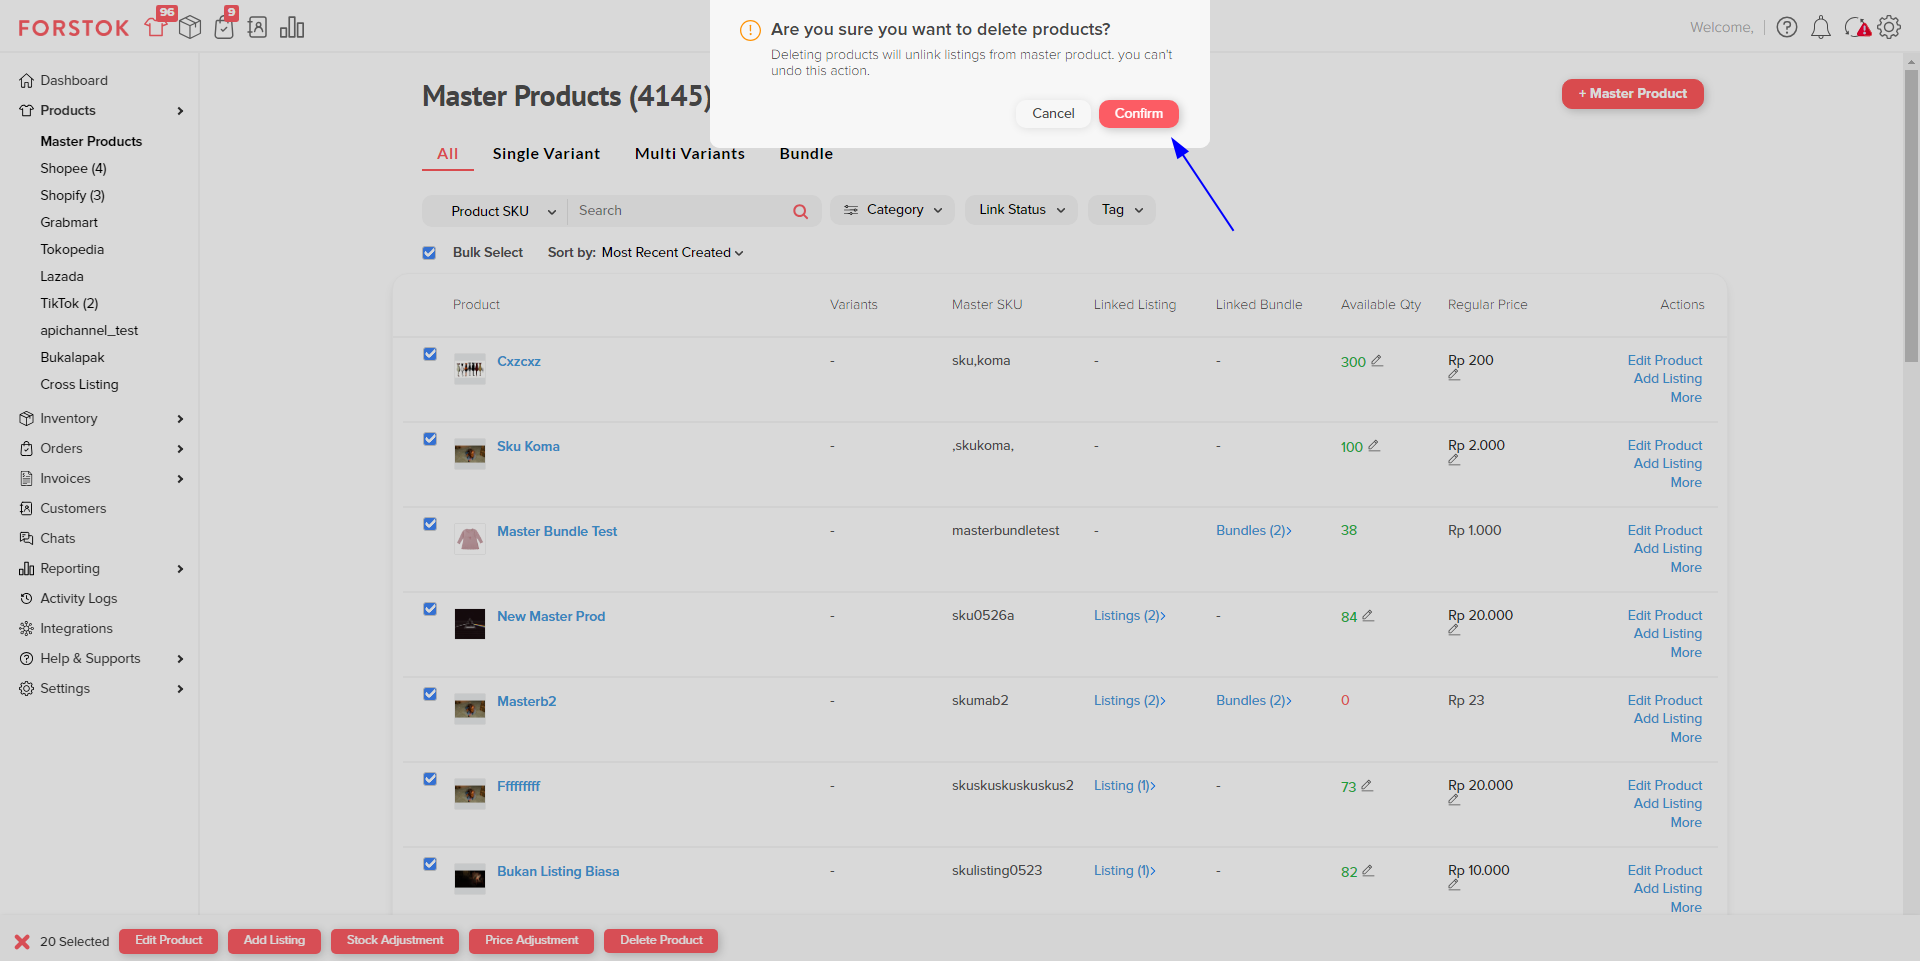 FORSTOK
96
9
Welcome,
Are you sure you want to delete products?
Deleting products will unlink listings from master product. you can't
undo this action.
Cancel
Confirm
Dashboard
Products
Master Products
Shopee (4)
Shopify (3)
Grabmart
Tokopedia
Lazada
TikTok (2)
apichannel_test
Bukalapak
Cross Listing
Inventory
Orders
Invoices
Customers
Chats
Reporting
Activity Logs
Integrations
Help & Supports
Settings
Master Products (4145)
+ Master Product
All Single Variant Multi Variants Bundle
Product SKU Search Category Link Status Tag
Bulk Select Sort by: Most Recent Created
Product Variants Master SKU Linked Listing Linked Bundle Available Qty Regular Price Actions
Cxzcxz - sku,koma - - 300 Rp 200 Edit Product
Add Listing
More
Sku Koma - ,skukoma, - - 100 Rp 2.000 Edit Product
Add Listing
More
Master Bundle Test - masterbundletest - Bundles (2)> 38 Rp 1.000 Edit Product
Add Listing
More
New Master Prod - sku0526a Listings (2)> - 84 Rp 20.000 Edit Product
Add Listing
More
Masterb2 - skumab2 Listings (2)> Bundles (2)> 0 Rp 23 Edit Product
Add Listing
More
Fffffffff - skuskuskuskuskus2 Listing (1)> - 73 Rp 20.000 Edit Product
Add Listing
More
Bukan Listing Biasa - skulisting0523 Listing (1)> - 82 Rp 10.000 Edit Product
Add Listing
More
20 Selected Edit Product Add Listing Stock Adjustment Price Adjustment Delete Product